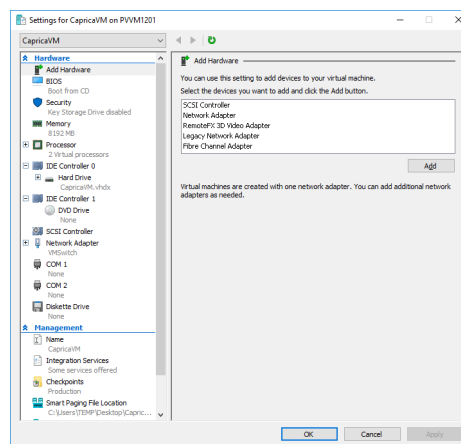 Settings for CapricaVM on PVVM1201
CapricaVM
Hardware
Add Hardware
BIOS
Boot from CD
Security
Key Storage Drive disabled
Memory
8192 MB
Processor
2 Virtual processors
IDE Controller 0
Hard Drive
CapricaVM.vhdx
IDE Controller 1
DVD Drive
None
SCSI Controller
Network Adapter
VMSwitch
COM 1
None
COM 2
None
Diskette Drive
None
Management
Name
CapricaVM
Integration Services
Some services offered
Checkpoints
Production
Smart Paging File Location
C:\Users\TEMP\Desktop\Capric...
Add Hardware
You can use this setting to add devices to your virtual machine.
Select the devices you want to add and click the Add button.
SCSI Controller
Network Adapter
RemoteFX 3D Video Adapter
Legacy Network Adapter
Fibre Channel Adapter
Add
Virtual machines are created with one network adapter. You can add additional network
adapters as needed.
OK
Cancel
Apply